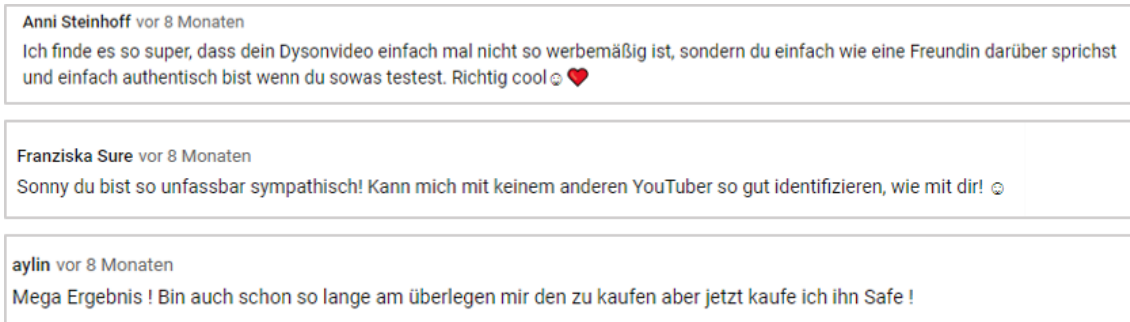 Anni Steinhoff vor 8 Monaten
Ich finde es so super, dass dein Dysonvideo einfach mal nicht so werbemäßig ist, sondern du einfach wie eine Freundin darüber sprichst
und einfach authentisch bist wenn du sowas testest. Richtig cool☺❤
Franziska Sure vor 8 Monaten
Sonny du bist so unfassbar sympathisch! Kann mich mit keinem anderen YouTuber so gut identifizieren, wie mit dir! ☺
aylin vor 8 Monaten
Mega Ergebnis ! Bin auch schon so lange am überlegen mir den zu kaufen aber jetzt kaufe ich ihn Safe !